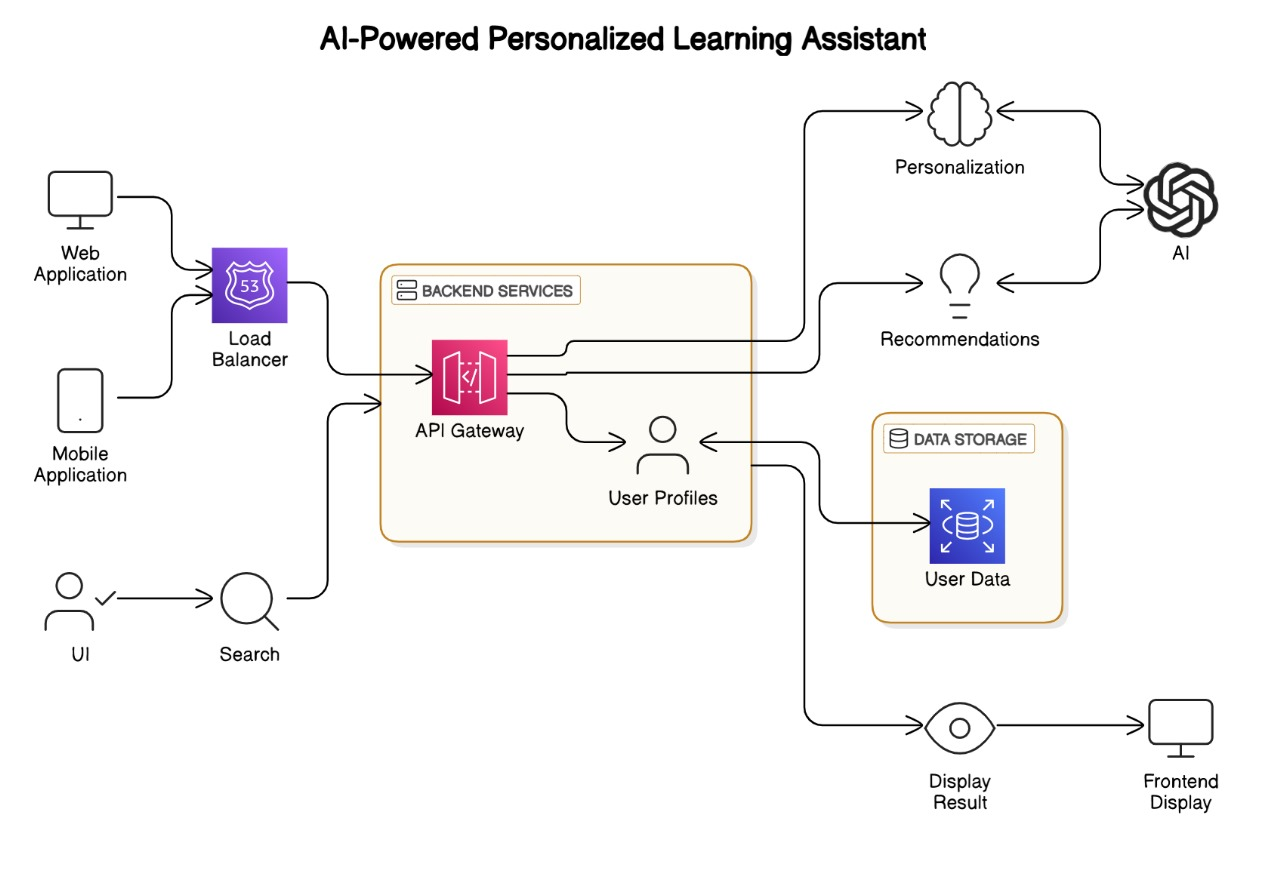 AI-Powered Personalized Learning Assistant
Personalization
Web
Application
AI
53
BACKEND SERVICES
Load
Balancer
Recommendations
</>
API Gateway
DATA STORAGE
Mobile
Application
User Profiles
User Data
UI
Search
Display
Result
Frontend
Display